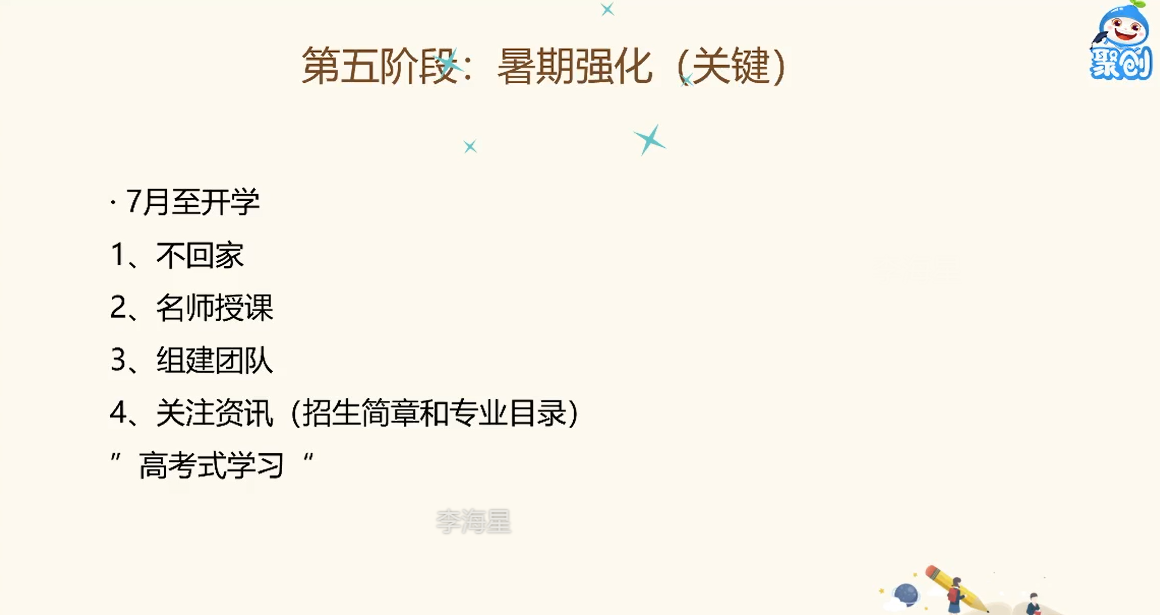 聚创
第五阶段：暑期强化（关键）
· 7月至开学
1、不回家
2、名师授课
3、组建团队
4、关注资讯（招生简章和专业目录）
”高考式学习“
李海星